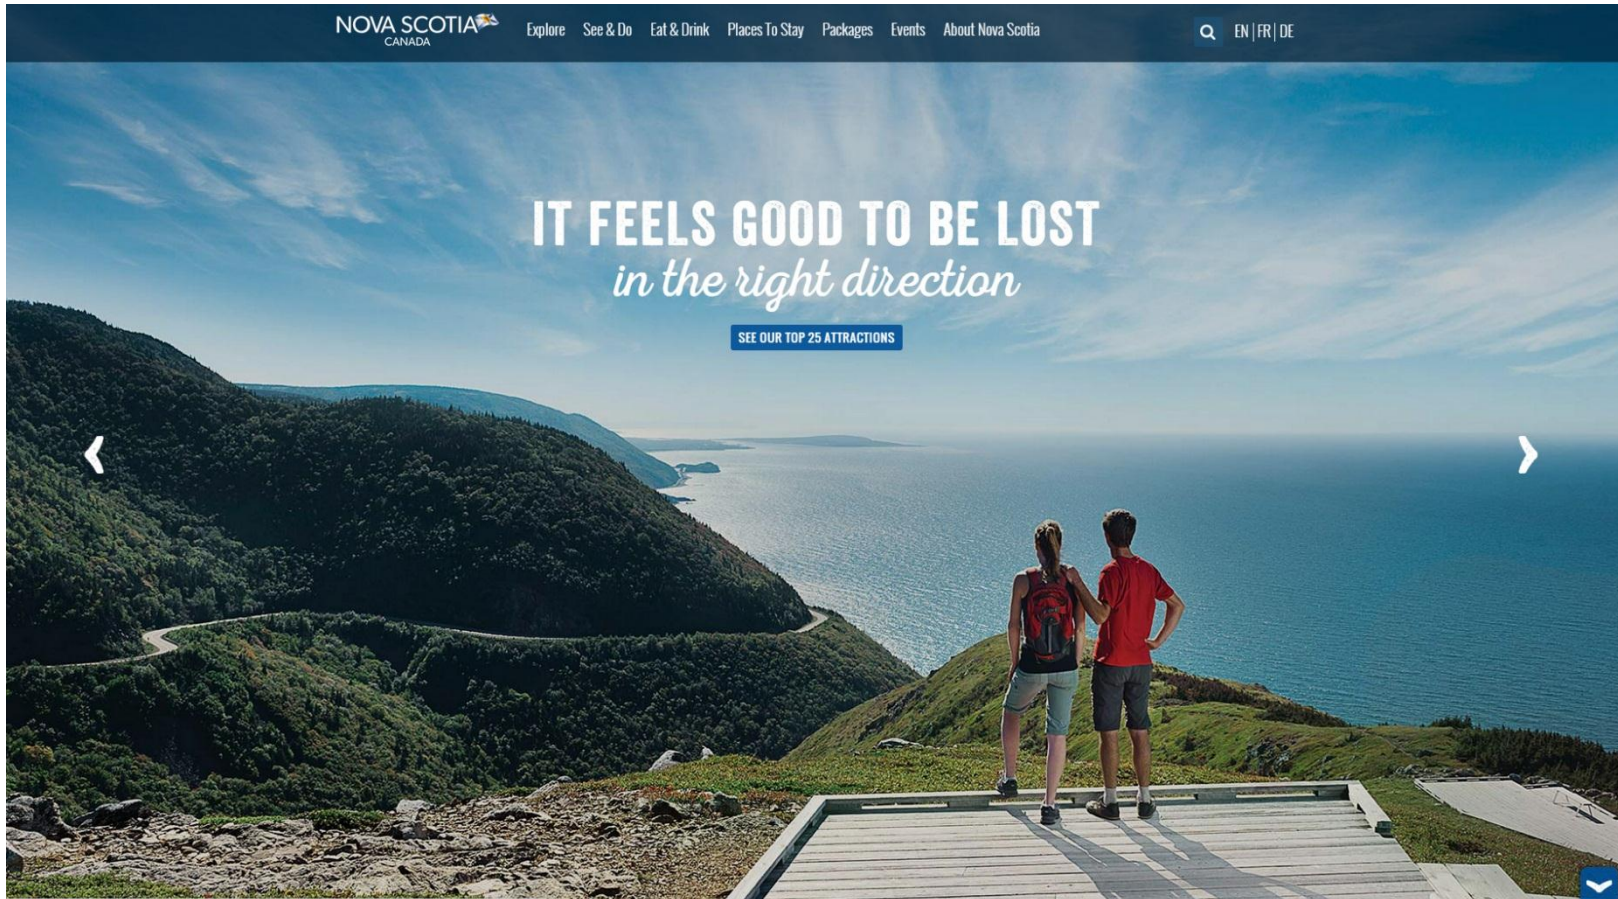 NOVA SCOTIA
CANADA
Explore See & Do Eat & Drink Places To Stay Packages Events About Nova Scotia
EN | FR | DE
IT FEELS GOOD TO BE LOST
in the right direction
SEE OUR TOP 25 ATTRACTIONS